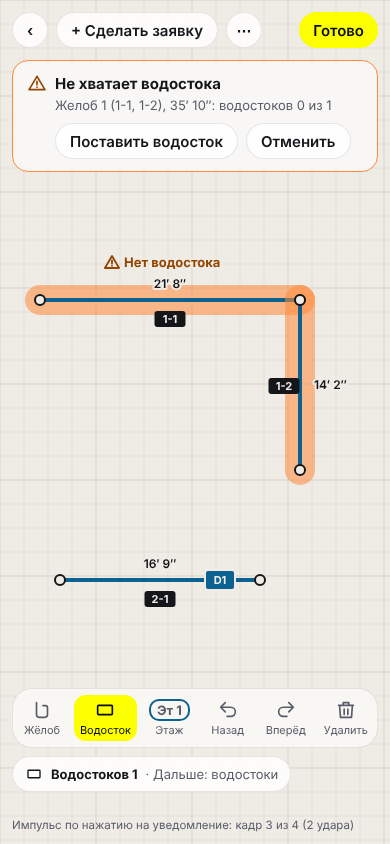 ‹
+ Сделать заявку
···
Готово
Не хватает водостока
Желоб 1 (1-1, 1-2), 35′ 10″: водостоков 0 из 1
Поставить водосток
Отменить
Нет водостока
21′ 8″
1-1
1-2
14′ 2″
16′ 9″
D1
2-1
Жёлоб
Водосток
Эт 1
Этаж
Назад
Вперёд
Удалить
Водостоков 1 · Дальше: водостоки
Импульс по нажатию на уведомление: кадр 3 из 4 (2 удара)